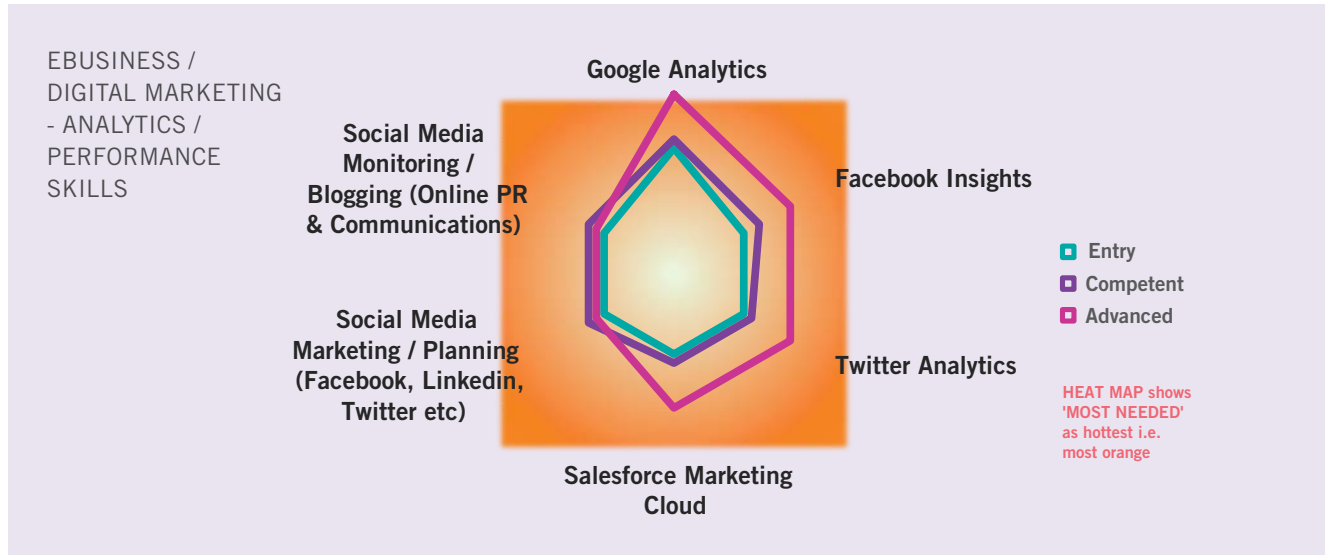 EBUSINESS /
DIGITAL MARKETING
- ANALYTICS /
PERFORMANCE
SKILLS
Google Analytics
Social Media
Monitoring /
Blogging (Online PR
& Communications)
Facebook Insights
Entry
Competent
Advanced
Social Media
Marketing / Planning
(Facebook, Linkedin,
Twitter etc)
Twitter Analytics
HEAT MAP shows
'MOST NEEDED'
as hottest i.e.
most orange
Salesforce Marketing
Cloud